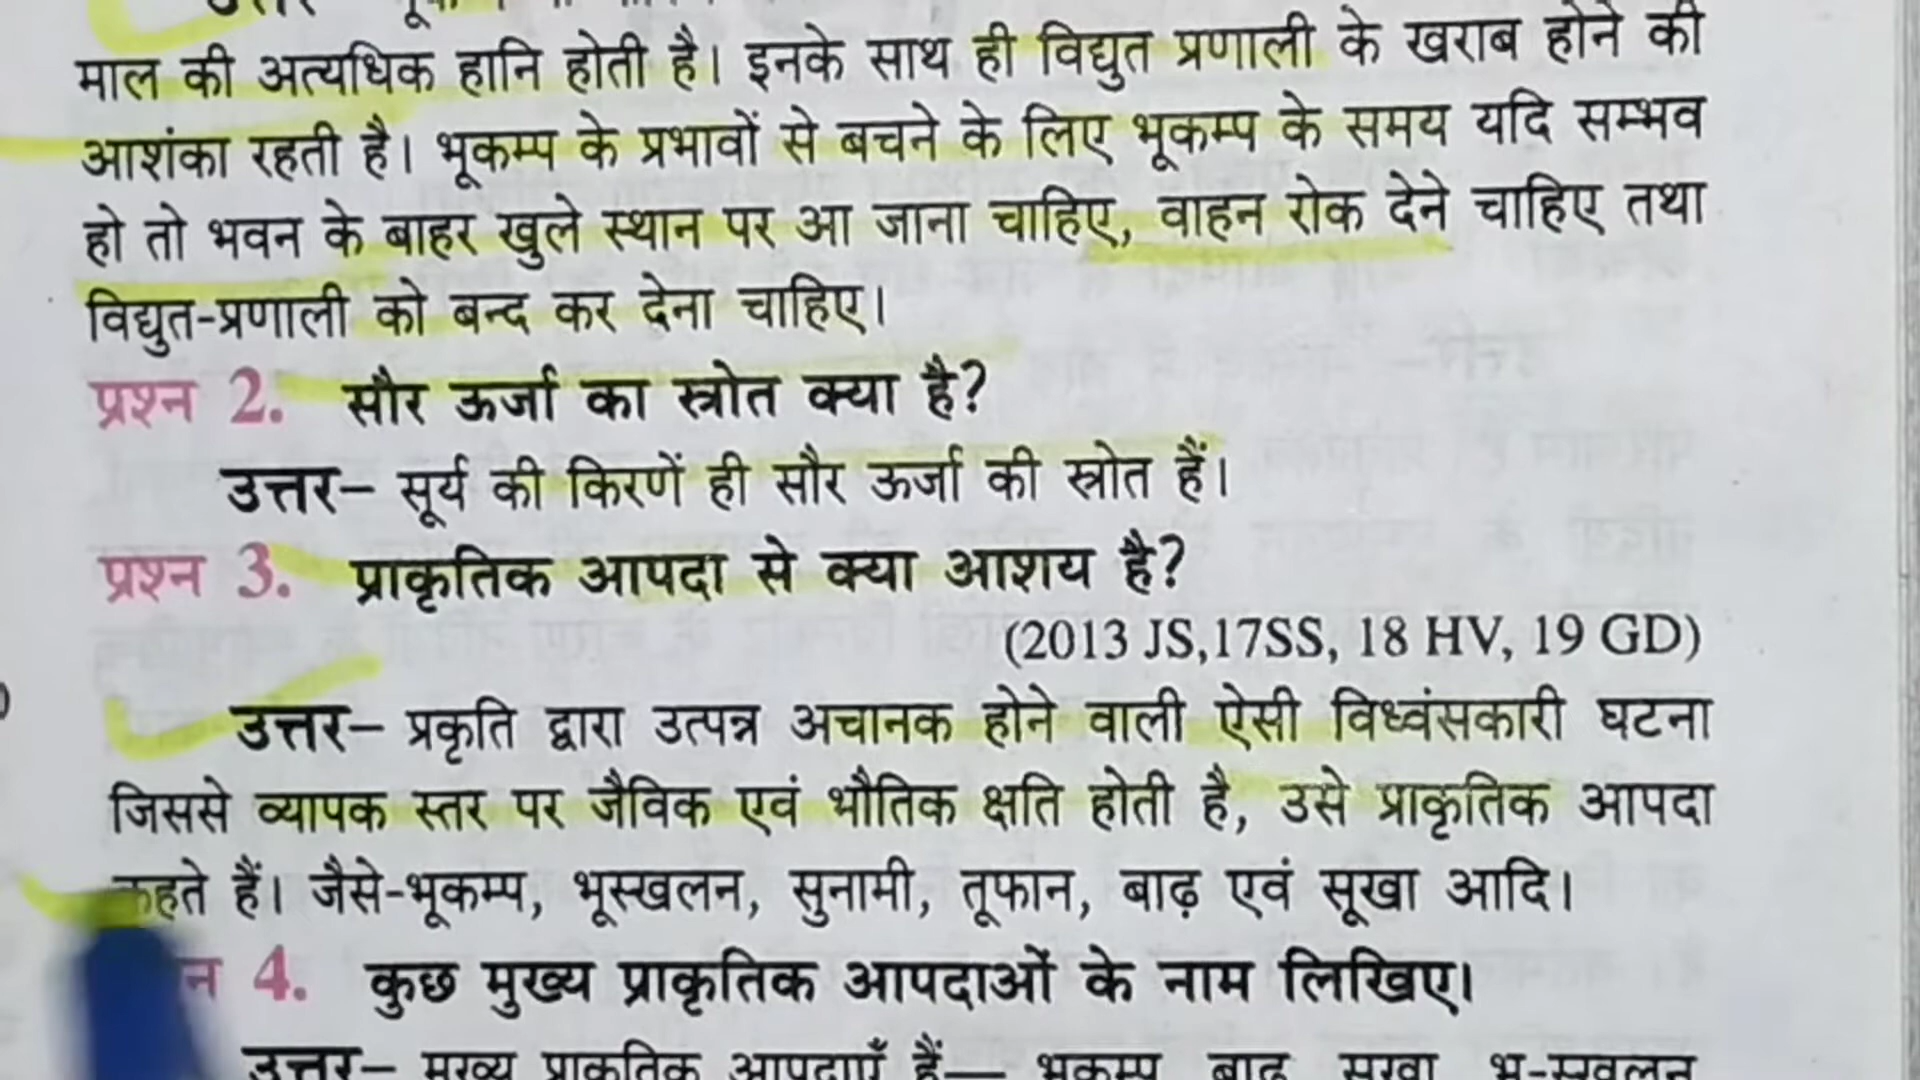 उत्तर
माल की अत्यधिक हानि होती है। इनके साथ ही विद्युत प्रणाली के खराब होने की
आशंका रहती है। भूकम्प के प्रभावों से बचने के लिए भूकम्प के समय यदि सम्भव
हो तो भवन के बाहर खुले स्थान पर आ जाना चाहिए, वाहन रोक देने चाहिए तथा
विद्युत-प्रणाली को बन्द कर देना चाहिए।
प्रश्न 2. सौर ऊर्जा का स्त्रोत क्या है?
उत्तर– सूर्य की किरणें ही सौर ऊर्जा की स्त्रोत हैं।
प्रश्न 3. प्राकृतिक आपदा से क्या आशय है?
(2013 JS,17SS, 18 HV, 19 GD)
उत्तर– प्रकृति द्वारा उत्पन्न अचानक होने वाली ऐसी विध्वंसकारी घटना
जिससे व्यापक स्तर पर जैविक एवं भौतिक क्षति होती है, उसे प्राकृतिक आपदा
कहते हैं। जैसे-भूकम्प, भूस्खलन, सुनामी, तूफान, बाढ़ एवं सूखा आदि।
न 4. कुछ मुख्य प्राकृतिक आपदाओं के नाम लिखिए।
उत्तर– मुख्य प्राकृतिक आपदाएँ हैं— भूकम्प बाढ़ सूखा भू-स्खलन